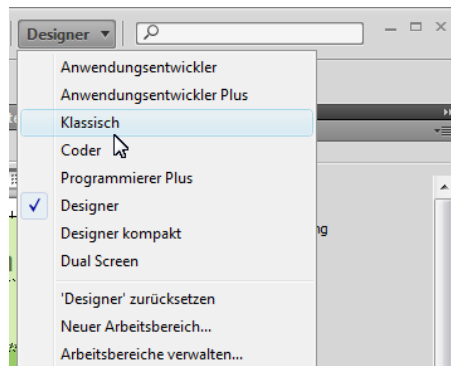 Designer
Anwendungsentwickler
Anwendungsentwickler Plus
Klassisch
Coder
Programmierer Plus
Designer
Designer kompakt
ng
Dual Screen
'Designer' zurücksetzen
Neuer Arbeitsbereich...
Arbeitsbereiche verwalten...